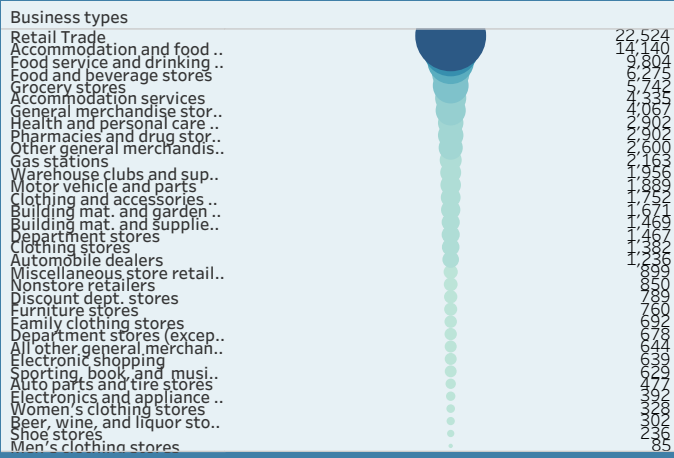 Business types
Retail Trade 22,524
Accommodation and food .. 14,140
Food service and drinking .. 9,804
Food and beverage stores 6,275
Grocery stores 5,742
Accommodation services 4,335
General merchandise stor.. 4,067
Health and personal care .. 2,902
Pharmacies and drug stor.. 2,902
Other general merchandis.. 2,600
Gas stations 2,163
Warehouse clubs and sup.. 1,956
Motor vehicle and parts 1,889
Clothing and accessories .. 1,752
Building mat. and garden .. 1,671
Building mat. and supplie.. 1,469
Department stores 1,467
Clothing stores 1,382
Automobile dealers 1,236
Miscellaneous store retail.. 899
Nonstore retailers 850
Discount dept. stores 789
Furniture stores 760
Family clothing stores 692
Department stores (excep.. 678
All other general merchan.. 644
Electronic shopping 639
Sporting, book, and musi.. 629
Auto parts and tire stores 477
Electronics and appliance .. 392
Women's clothing stores 328
Beer, wine, and liquor sto.. 302
Shoe stores 236
Men's clothing stores 85